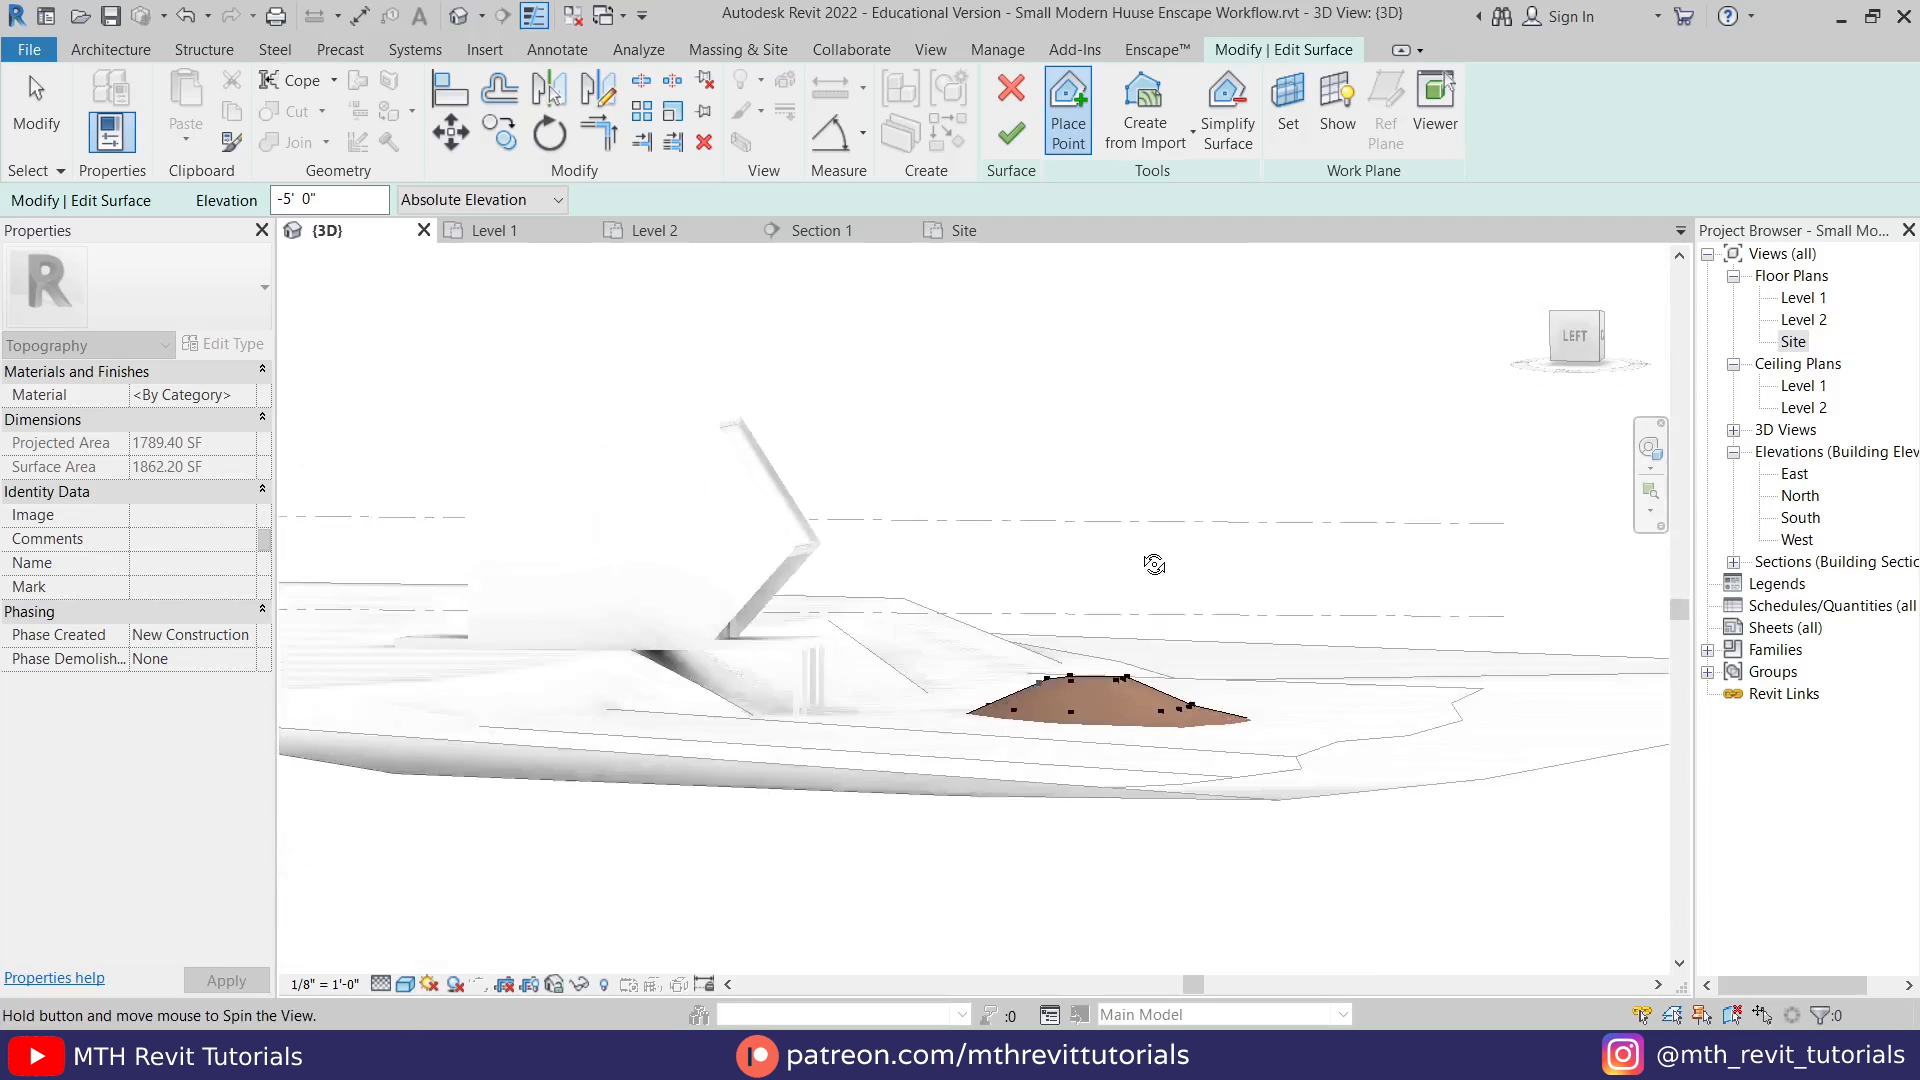 Autodesk Revit 2022 - Educational Version - Small Modern Huuse Enscape Workflow.rvt - 3D View: {3D}
Sign In
File
Architecture
Structure
Steel
Precast
Systems
Insert
Annotate
Analyze
Massing & Site
Collaborate
View
Manage
Add-Ins
Enscape™
Modify | Edit Surface
Modify
Paste
Cope
Cut
Join
Place
Point
Create
from Import
Simplify
Surface
Set
Show
Ref
Plane
Viewer
Select
Properties
Clipboard
Geometry
Modify
View
Measure
Create
Surface
Tools
Work Plane
Modify | Edit Surface
Elevation
-5' 0"
Absolute Elevation
Properties
{3D}
Level 1
Level 2
Section 1
Site
Project Browser - Small Mo...
R
Topography
Edit Type
Materials and Finishes
Material
<By Category>
Dimensions
Projected Area
1789.40 SF
Surface Area
1862.20 SF
Identity Data
Image
Comments
Name
Mark
Phasing
Phase Created
New Construction
Phase Demolish...
None
Properties help
Apply
LEFT
Views (all)
Floor Plans
Level 1
Level 2
Site
Ceiling Plans
Level 1
Level 2
3D Views
Elevations (Building Elev
East
North
South
West
Sections (Building Sectic
Legends
Schedules/Quantities (all
Sheets (all)
Families
Groups
Revit Links
1/8" = 1'-0"
Hold button and move mouse to Spin the View.
:0
Main Model
:0
MTH Revit Tutorials
patreon.com/mthrevittutorials
@mth_revit_tutorials